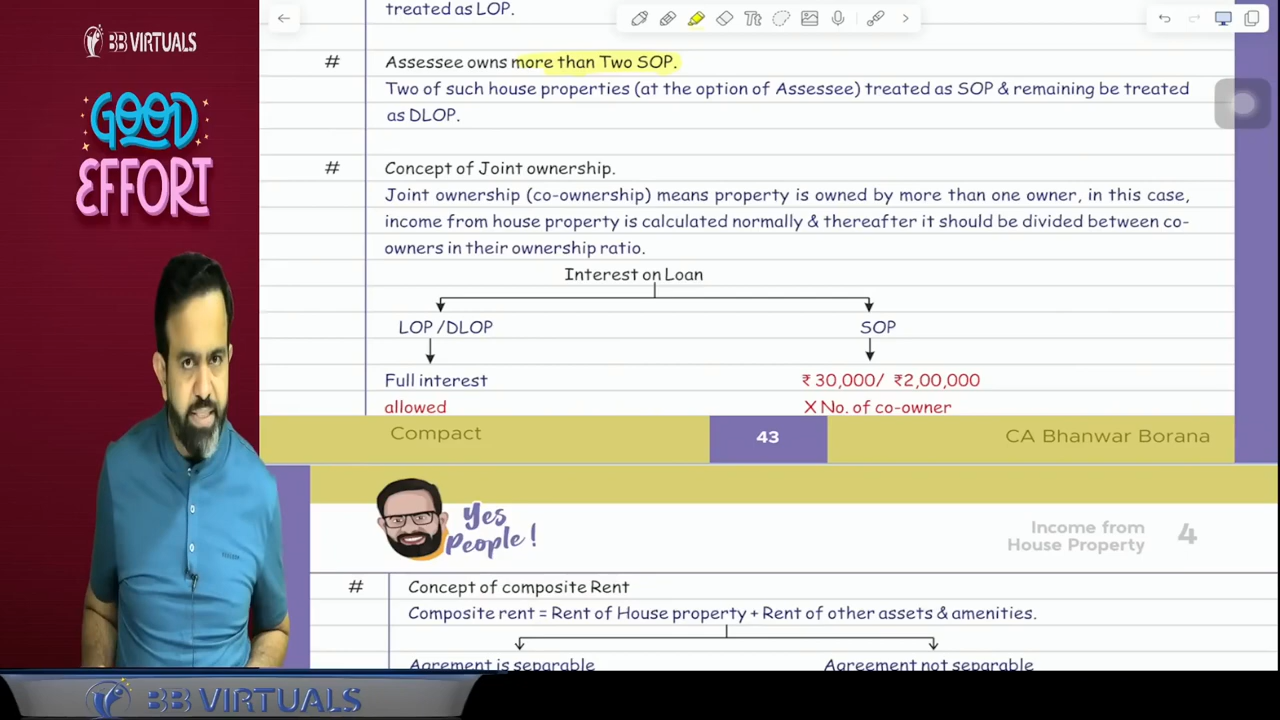 treated as LOP.
BB VIRTUALS
GOOD
EFFORT
# Assessee owns more than Two SOP.
Two of such house properties (at the option of Assessee) treated as SOP & remaining be treated
as DLOP.
# Concept of Joint ownership.
Joint ownership (co-ownership) means property is owned by more than one owner, in this case,
income from house property is calculated normally & thereafter it should be divided between co-
owners in their ownership ratio.
Interest on Loan
LOP /DLOP SOP
Full interest ₹ 30,000/ ₹2,00,000
allowed X No. of co-owner
Compact 43 CA Bhanwar Borana
Yes
People !
Income from
House Property 4
# Concept of composite Rent
Composite rent = Rent of House property + Rent of other assets & amenities.
Agrement is separable Agreement not separable
BB VIRTUALS